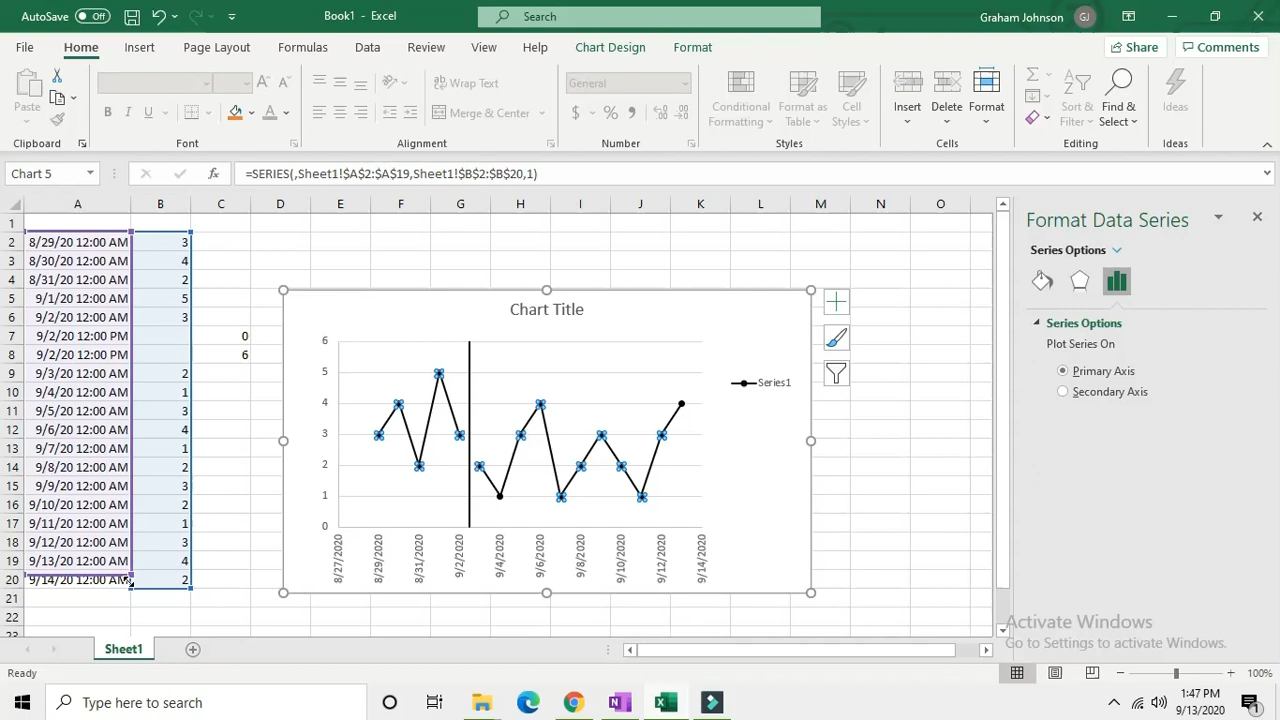 AutoSave Off Book1 - Excel Search Graham Johnson GJ
File Home Insert Page Layout Formulas Data Review View Help Chart Design Format Share Comments
Paste Wrap Text General Conditional Formatting Format as Table Cell Styles Insert Delete Format Sort & Filter Find & Select Ideas
B I U A Merge & Center $ % ,
Clipboard Font Alignment Number Styles Cells Editing Ideas
Chart 5 fx =SERIES(,Sheet1!$A$2:$A$19,Sheet1!$B$2:$B$20,1)
A B C D E F G H I J K L M N O
1
2 8/29/20 12:00 AM 3
3 8/30/20 12:00 AM 4
4 8/31/20 12:00 AM 2
5 9/1/20 12:00 AM 5
6 9/2/20 12:00 AM 3
7 9/2/20 12:00 PM 0
8 9/2/20 12:00 PM 6
9 9/3/20 12:00 AM 2
10 9/4/20 12:00 AM 1
11 9/5/20 12:00 AM 3
12 9/6/20 12:00 AM 4
13 9/7/20 12:00 AM 1
14 9/8/20 12:00 AM 2
15 9/9/20 12:00 AM 3
16 9/10/20 12:00 AM 2
17 9/11/20 12:00 AM 1
18 9/12/20 12:00 AM 3
19 9/13/20 12:00 AM 4
20 9/14/20 12:00 AM 2
21
22
23
Chart Title
6
5
4
3
2
1
0
8/27/2020 8/29/2020 8/31/2020 9/2/2020 9/4/2020 9/6/2020 9/8/2020 9/10/2020 9/12/2020 9/14/2020
Series1
Format Data Series
Series Options
Series Options
Plot Series On
Primary Axis
Secondary Axis
Activate Windows
Go to Settings to activate Windows.
Sheet1
Ready 100%
Type here to search 1:47 PM
9/13/2020 1